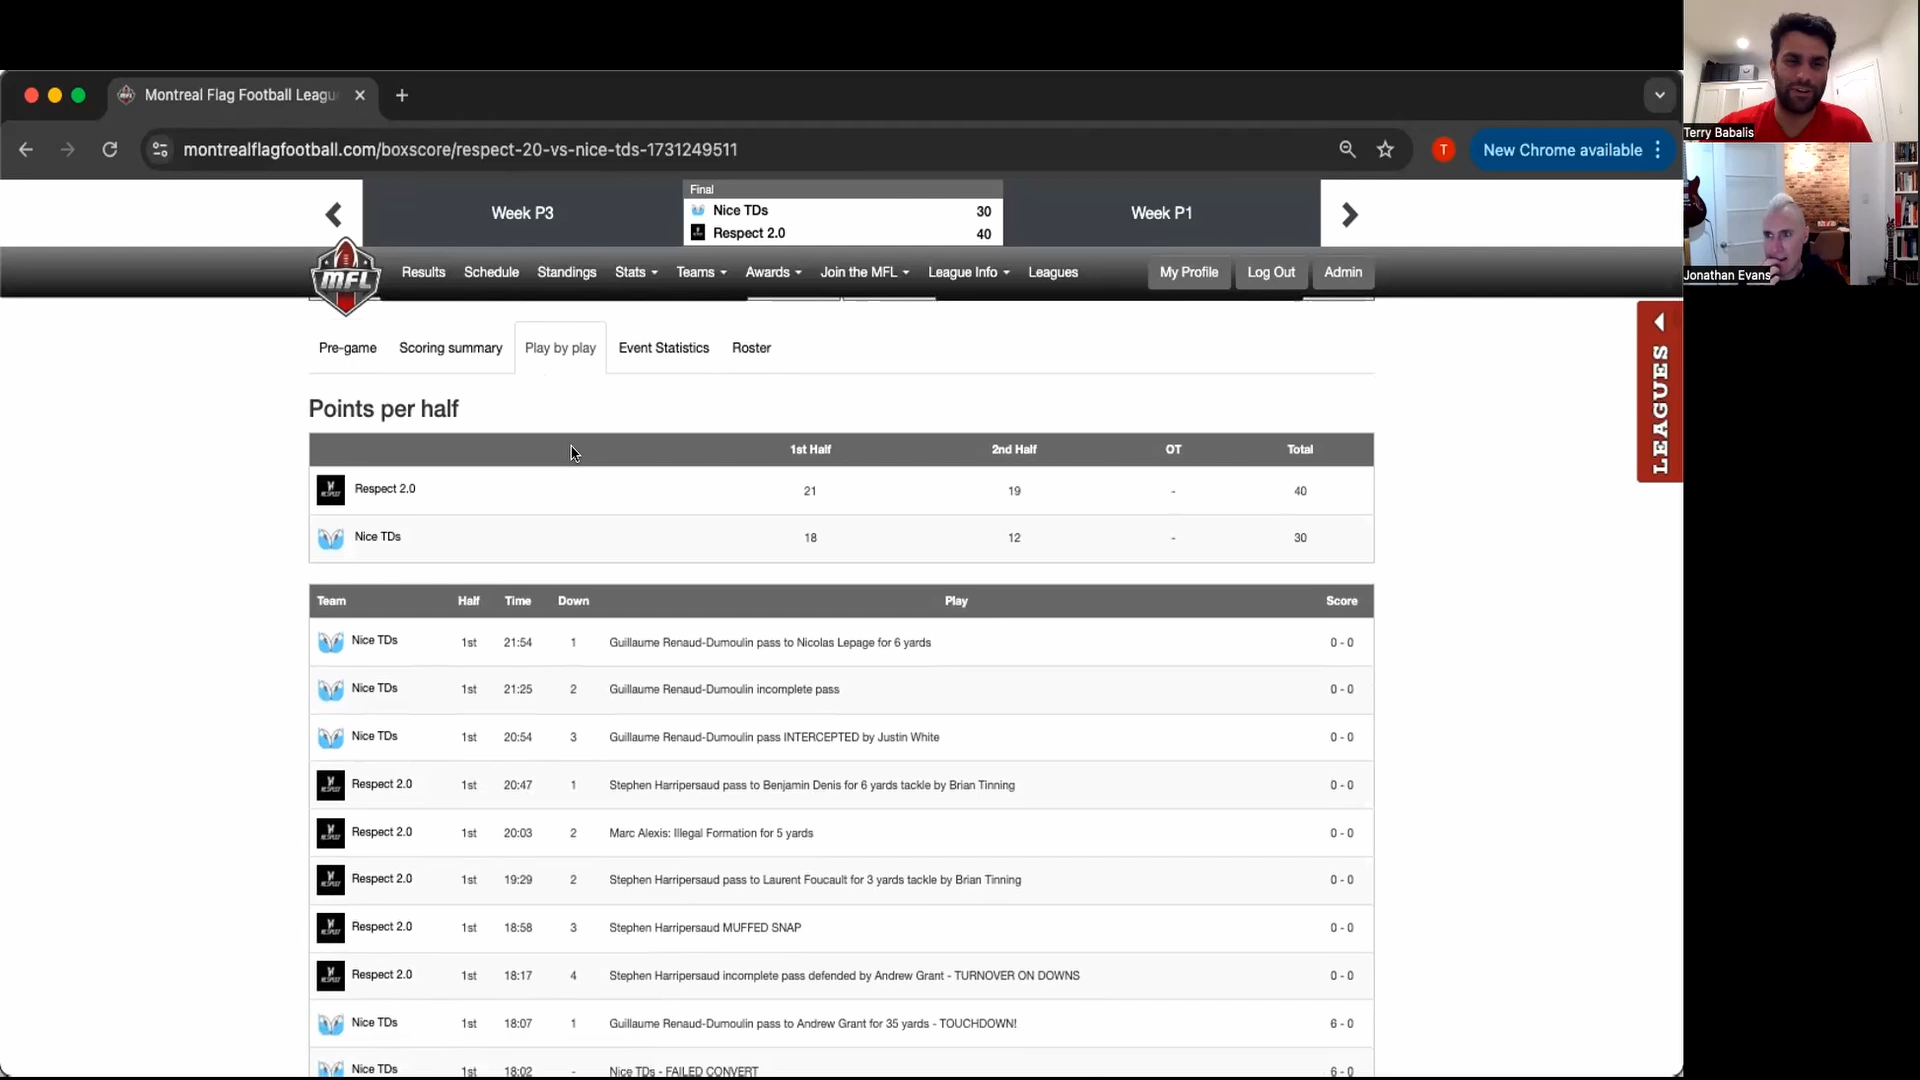 Montreal Flag Football Leagu
montrealflagfootball.com/boxscore/respect-20-vs-nice-tds-1731249511
T
New Chrome available
Terry Babalis
Jonathan Evans
Week P3
Final
Nice TDs 30
Respect 2.0 40
Week P1
MFL
Results Schedule Standings Stats Teams Awards Join the MFL League Info Leagues My Profile Log Out Admin
LEAGUES
Pre-game Scoring summary Play by play Event Statistics Roster
Points per half
1st Half 2nd Half OT Total
Respect 2.0 21 19 - 40
Nice TDs 18 12 - 30
Team Half Time Down Play Score
Nice TDs 1st 21:54 1 Guillaume Renaud-Dumoulin pass to Nicolas Lepage for 6 yards 0 - 0
Nice TDs 1st 21:25 2 Guillaume Renaud-Dumoulin incomplete pass 0 - 0
Nice TDs 1st 20:54 3 Guillaume Renaud-Dumoulin pass INTERCEPTED by Justin White 0 - 0
Respect 2.0 1st 20:47 1 Stephen Harripersaud pass to Benjamin Denis for 6 yards tackle by Brian Tinning 0 - 0
Respect 2.0 1st 20:03 2 Marc Alexis: Illegal Formation for 5 yards 0 - 0
Respect 2.0 1st 19:29 2 Stephen Harripersaud pass to Laurent Foucault for 3 yards tackle by Brian Tinning 0 - 0
Respect 2.0 1st 18:58 3 Stephen Harripersaud MUFFED SNAP 0 - 0
Respect 2.0 1st 18:17 4 Stephen Harripersaud incomplete pass defended by Andrew Grant - TURNOVER ON DOWNS 0 - 0
Nice TDs 1st 18:07 1 Guillaume Renaud-Dumoulin pass to Andrew Grant for 35 yards - TOUCHDOWN! 6 - 0
Nice TDs 1st 18:02 - Nice TDs - FAILED CONVERT 6 - 0